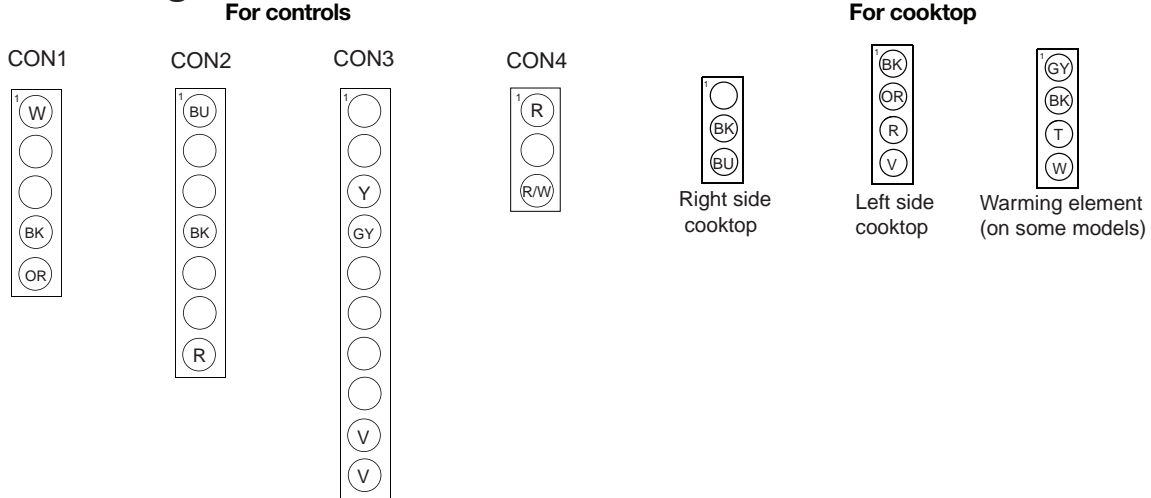 For controls
For cooktop
CON1
CON2
CON3
CON4
1
W
BK
OR
1
BU
BK
R
1
Y
GY
V
V
1
R
R/W
1
BK
BU
Right side
cooktop
1
BK
OR
R
V
Left side
cooktop
1
GY
BK
T
W
Warming element
(on some models)